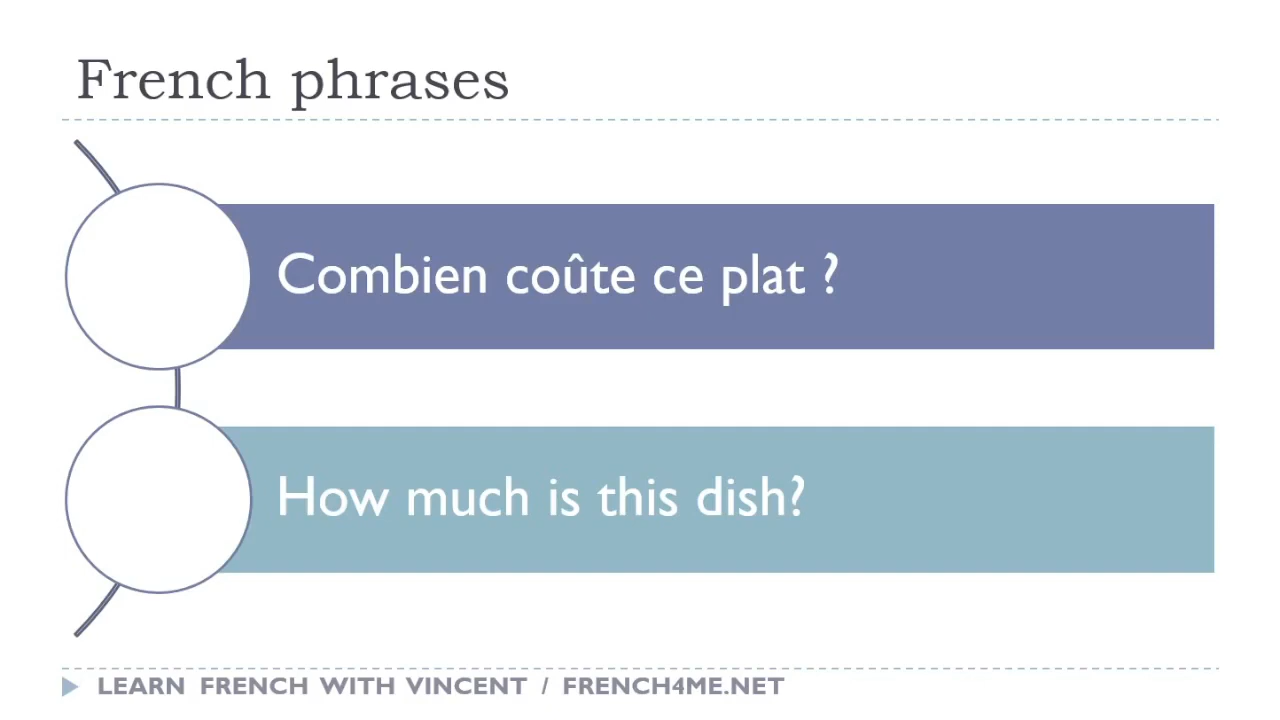 French phrases
Combien coûte ce plat ?
How much is this dish?
LEARN FRENCH WITH VINCENT / FRENCH4ME.NET